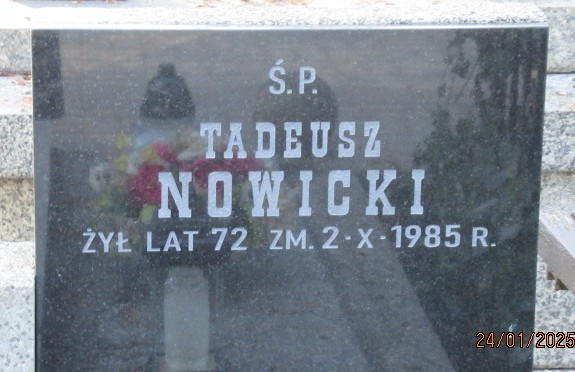 Ś.P.
TADEUSZ
NOWICKI
ŻYŁ LAT 72 ZM. 2-X-1985 R.
24/01/2025